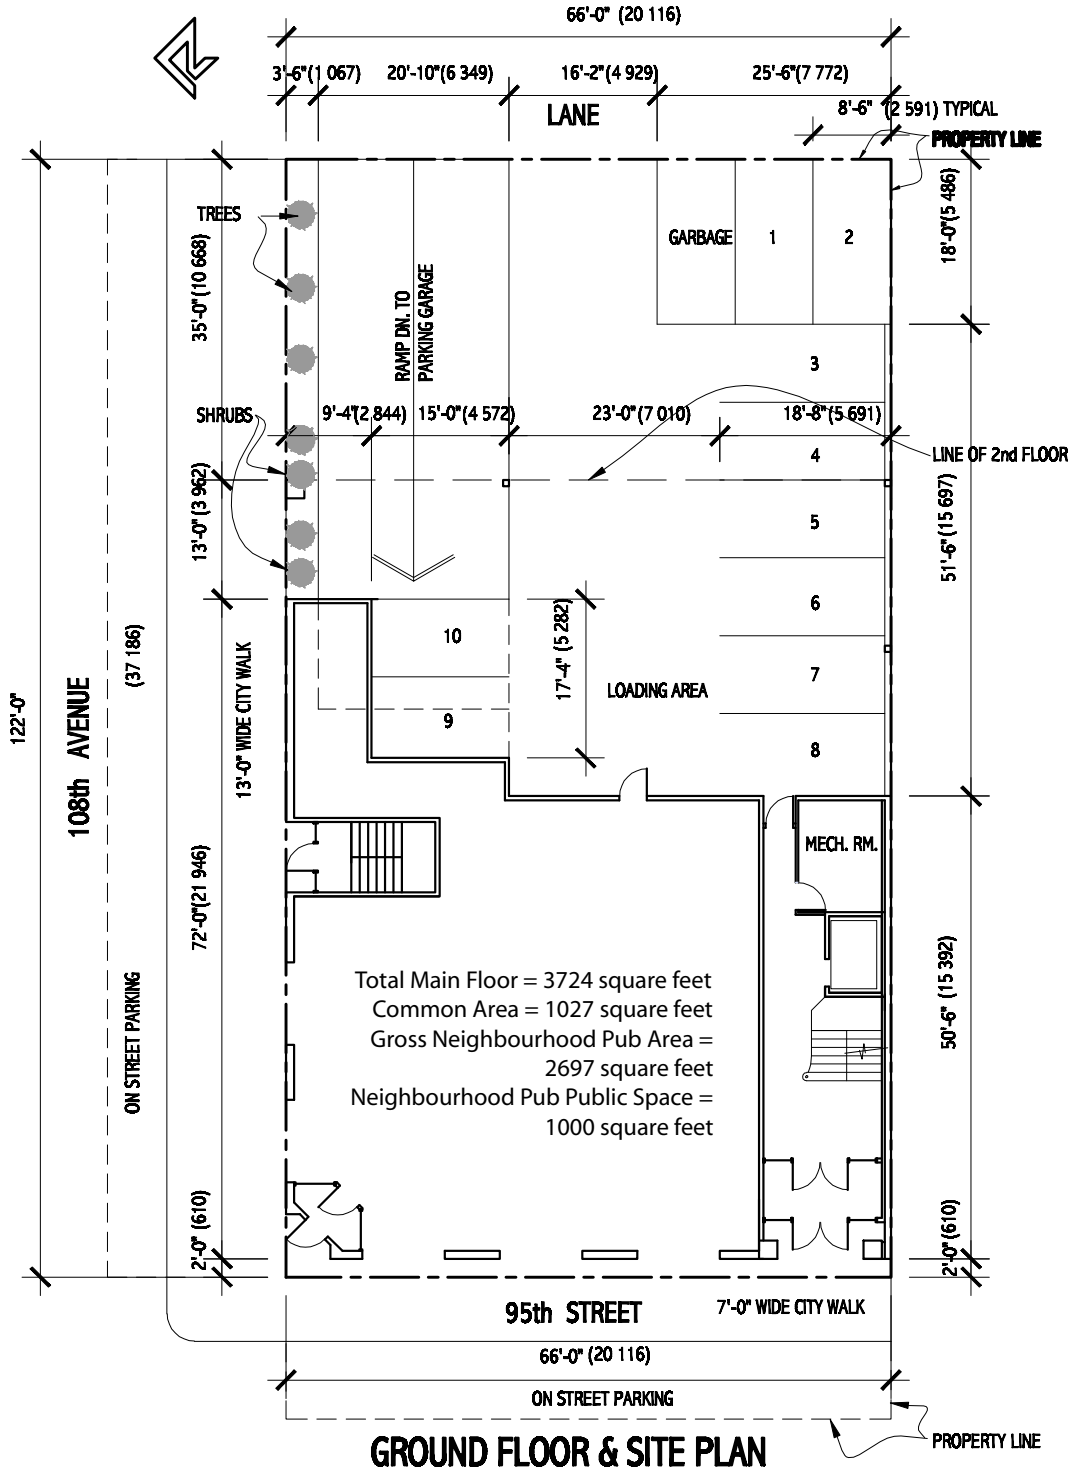 66'-0" (20 116)
3'-6"(1 067) 20'-10"(6 349) 16'-2"(4 929) 25'-6"(7 772)
8'-6" (2 591) TYPICAL
LANE
PROPERTY LINE
TREES
35'-0"(10 668)
18'-0"(5 486)
GARBAGE 1 2
RAMP DN. TO
PARKING GARAGE
3
SHRUBS
9'-4"(2 844) 15'-0"(4 572) 23'-0"(7 010) 18'-8"(5 691)
4
LINE OF 2nd FLOOR
13'-0"(3 962)
5
51'-6"(15 697)
6
10
17'-4" (5 282)
7
LOADING AREA
9
8
122'-0"
(37 186)
108th AVENUE
13'-0" WIDE CITY WALK
72'-0"(21 946)
MECH. RM.
50'-6" (15 392)
ON STREET PARKING
Total Main Floor = 3724 square feet
Common Area = 1027 square feet
Gross Neighbourhood Pub Area =
2697 square feet
Neighbourhood Pub Public Space =
1000 square feet
2'-0" (610)
2'-0"(610)
95th STREET
7'-0" WIDE CITY WALK
66'-0" (20 116)
ON STREET PARKING
PROPERTY LINE
GROUND FLOOR & SITE PLAN